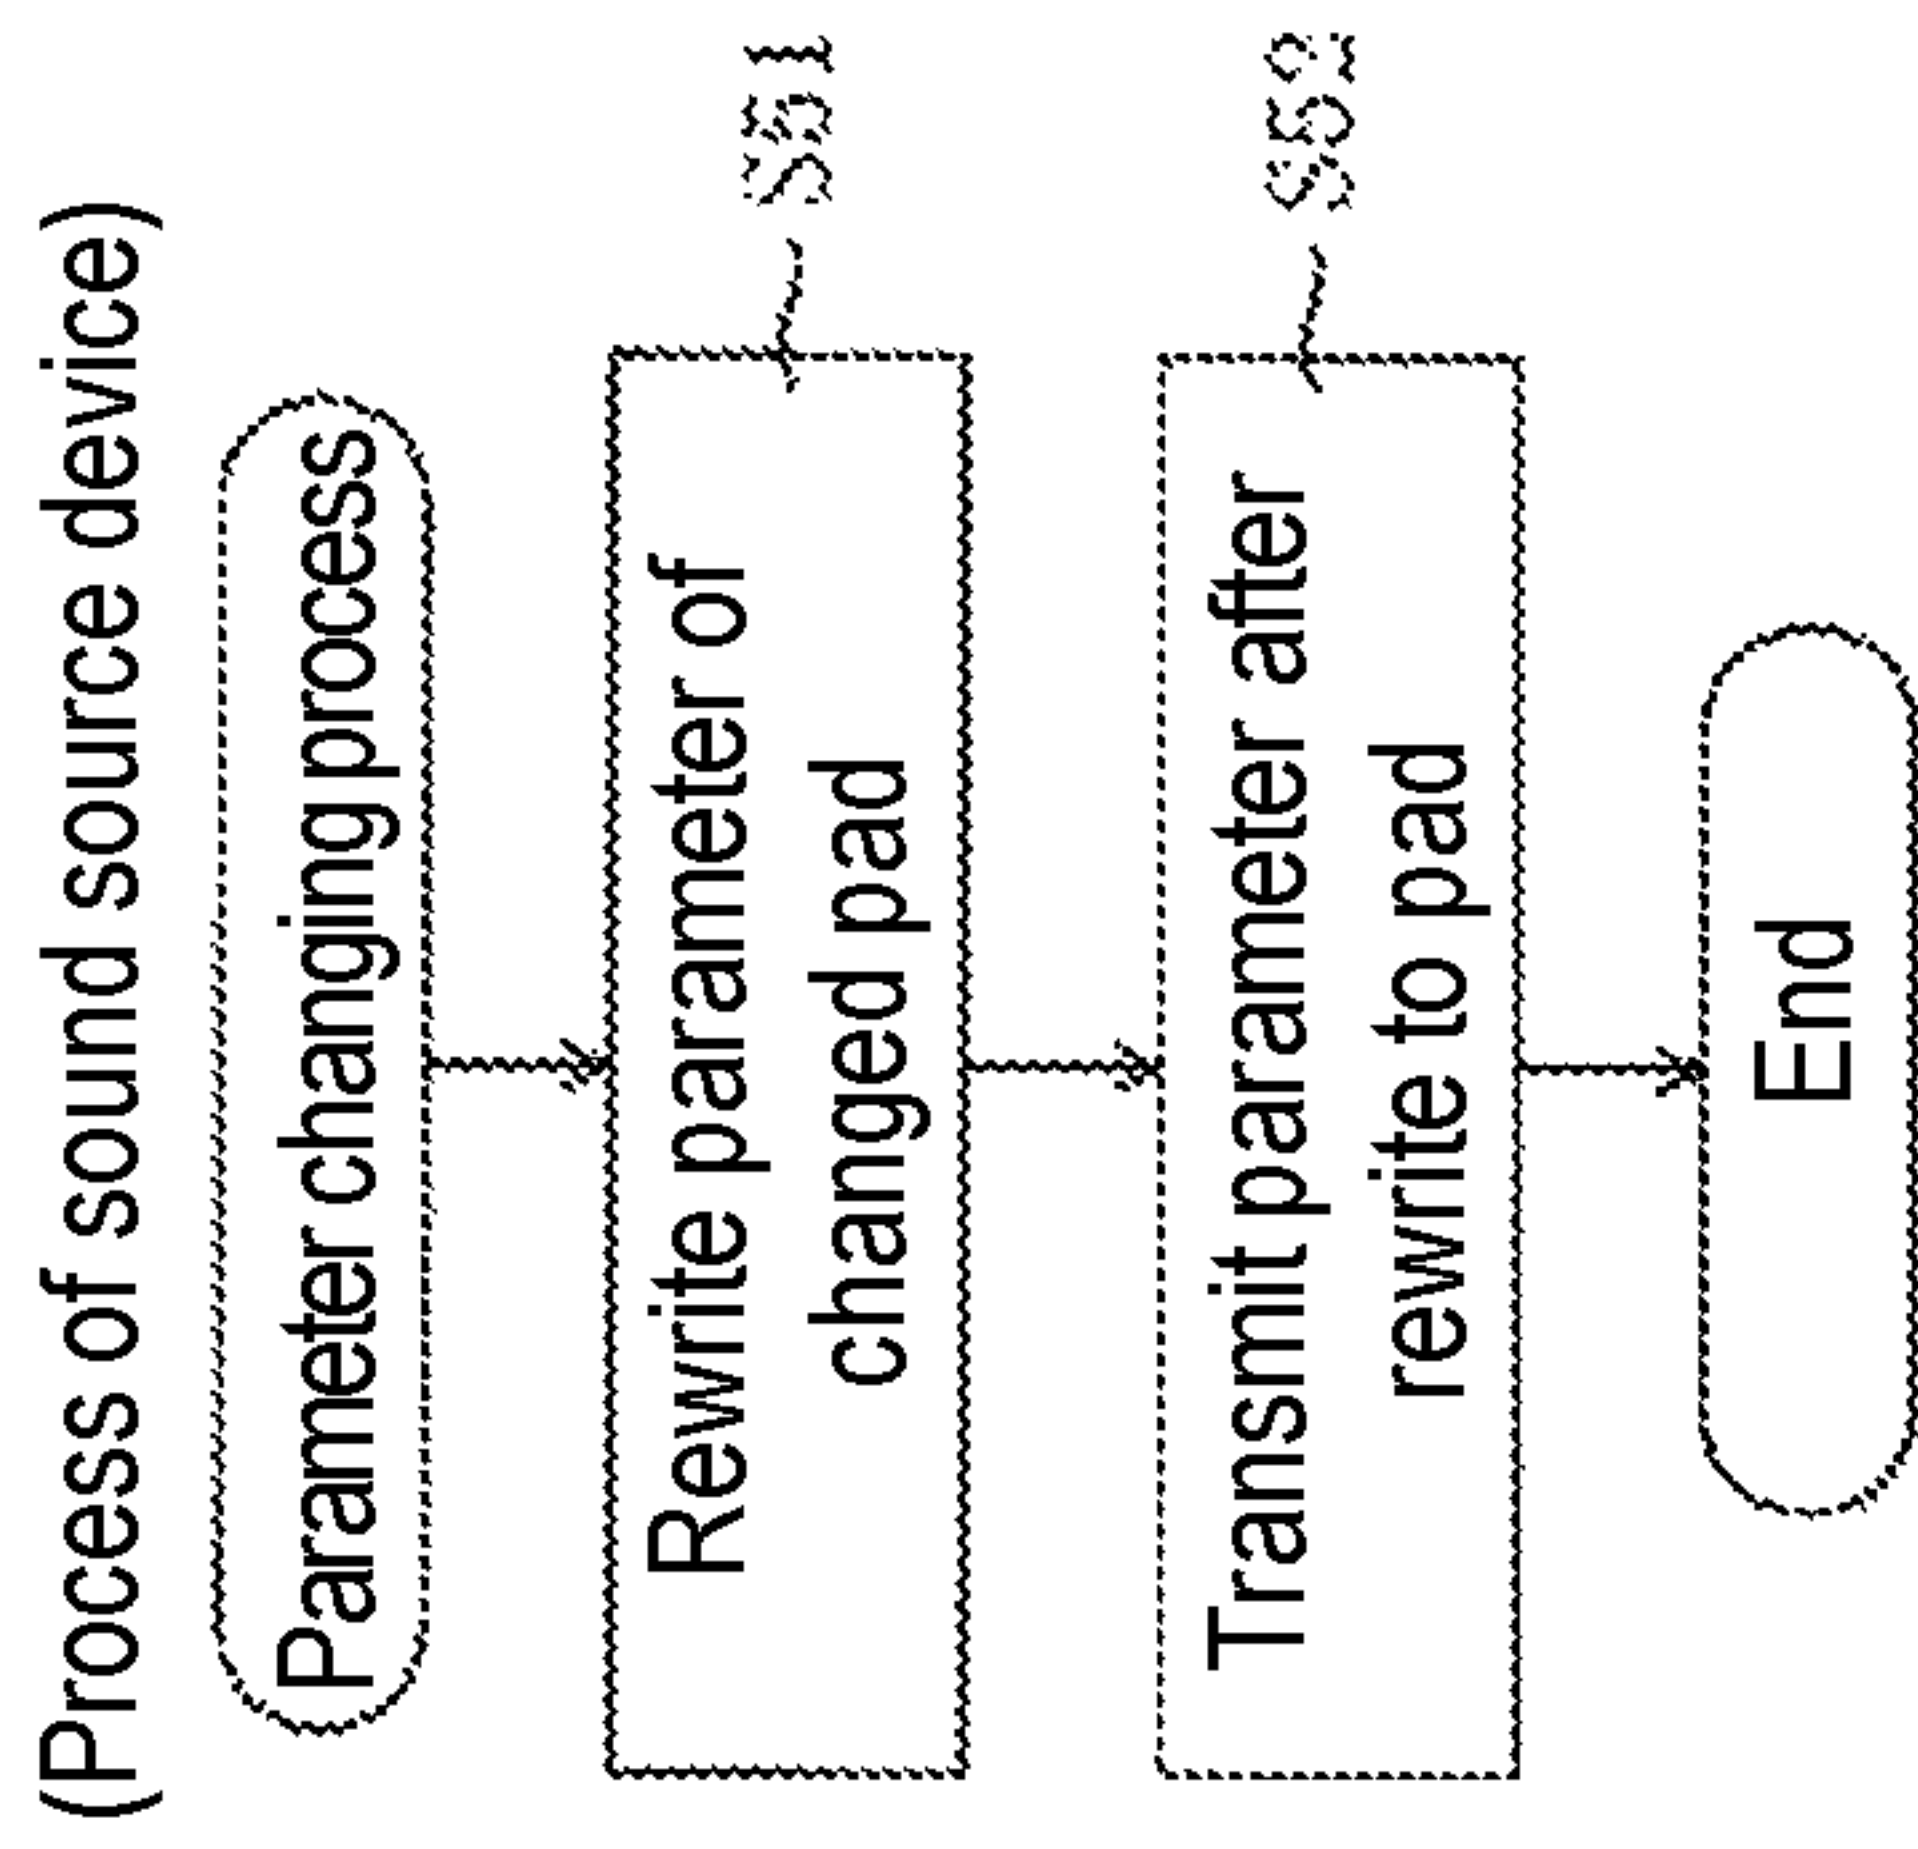 (Process of sound source device)
Parameter changing process
Rewrite parameter of
changed pad
S51
Transmit parameter after
rewrite to pad
S52
End